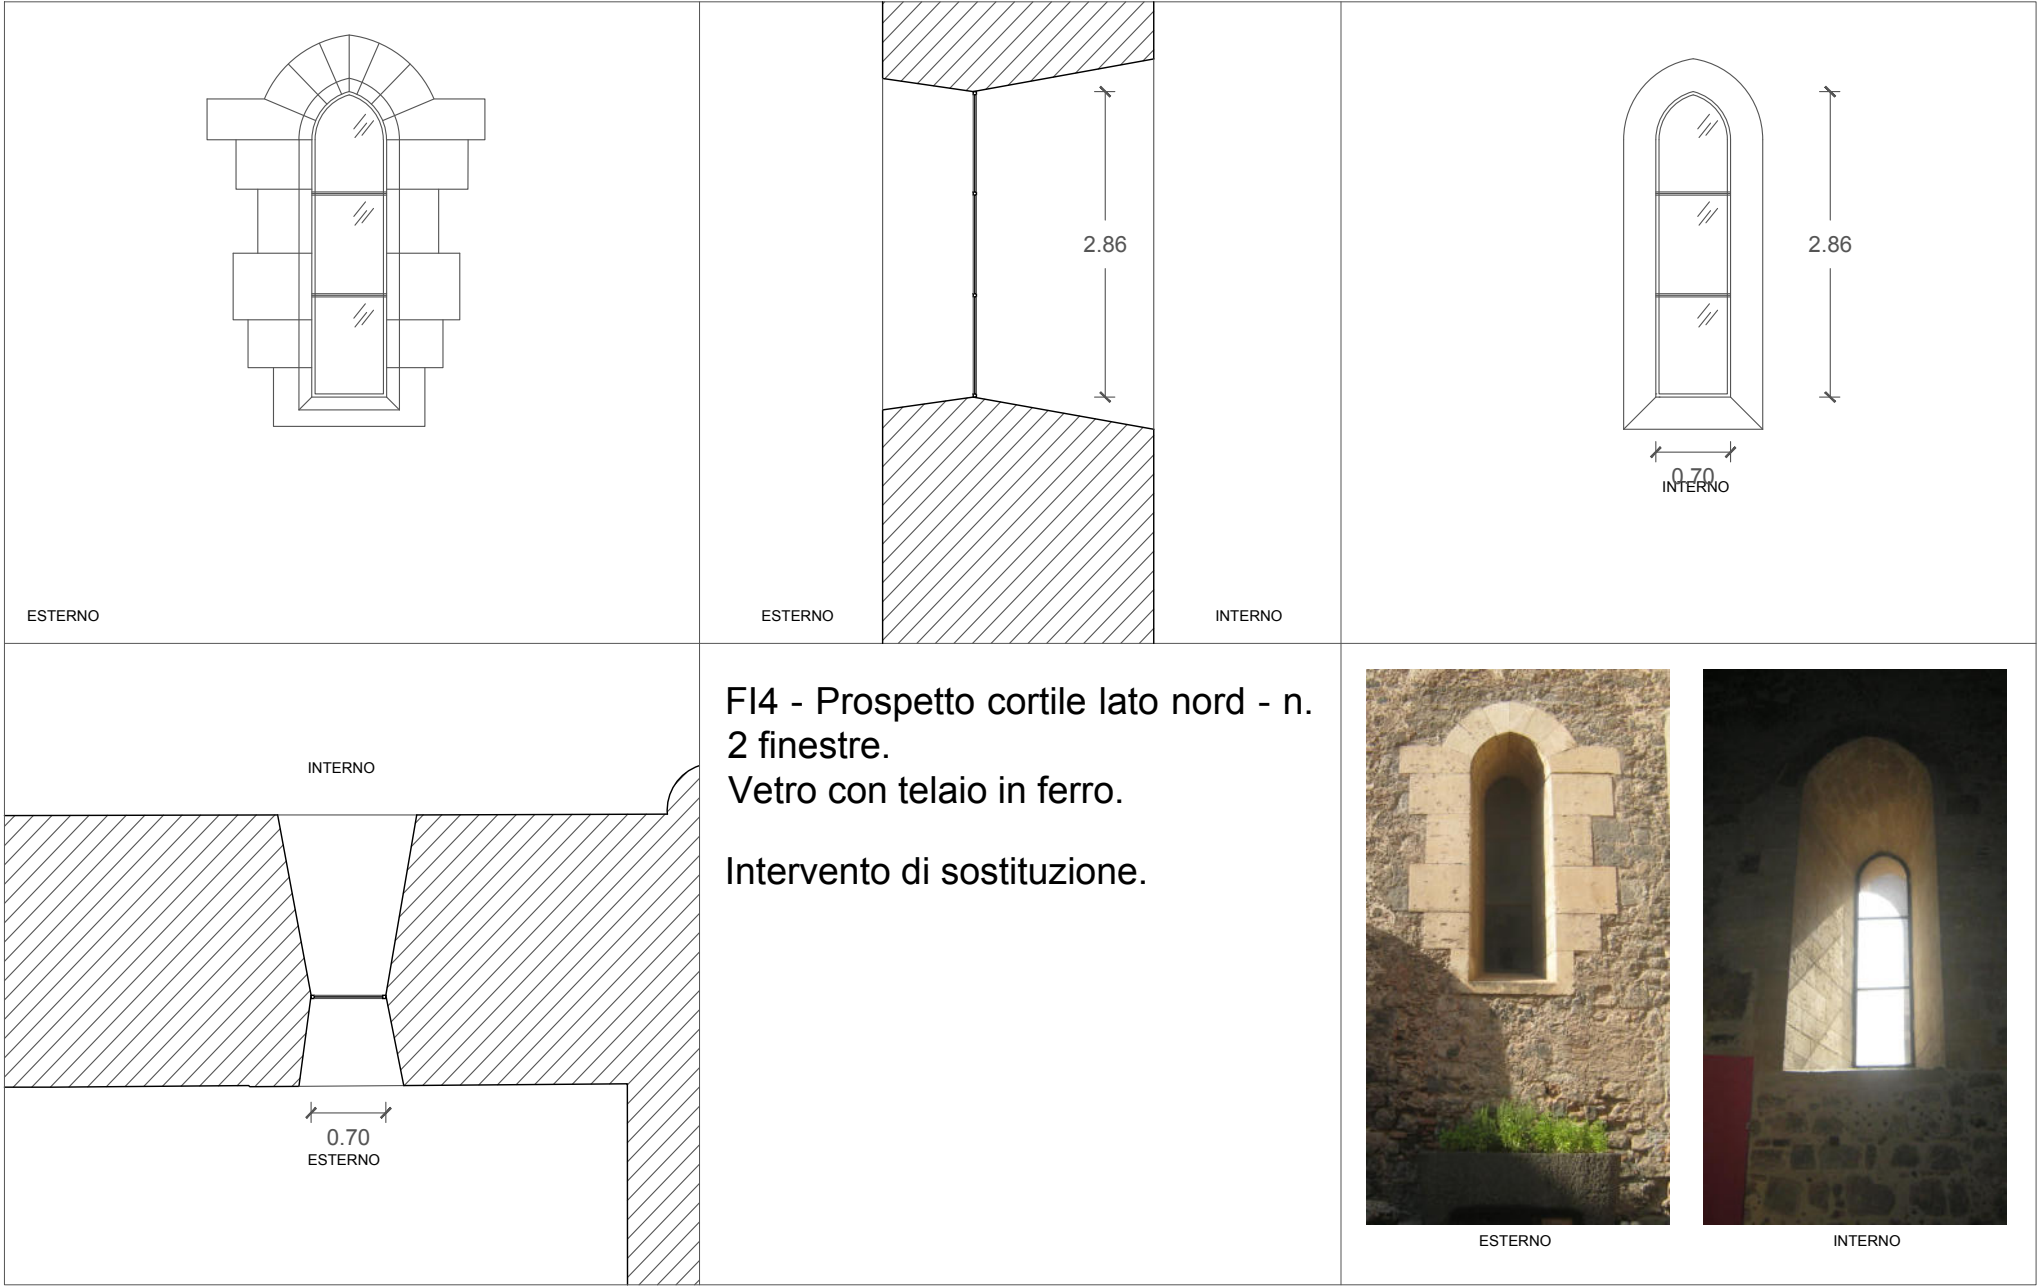 2.86
2.86
0.70
INTERNO
ESTERNO
ESTERNO
INTERNO
INTERNO
0.70
ESTERNO
FI4 - Prospetto cortile lato nord - n.
2 finestre.
Vetro con telaio in ferro.
Intervento di sostituzione.
ESTERNO
INTERNO